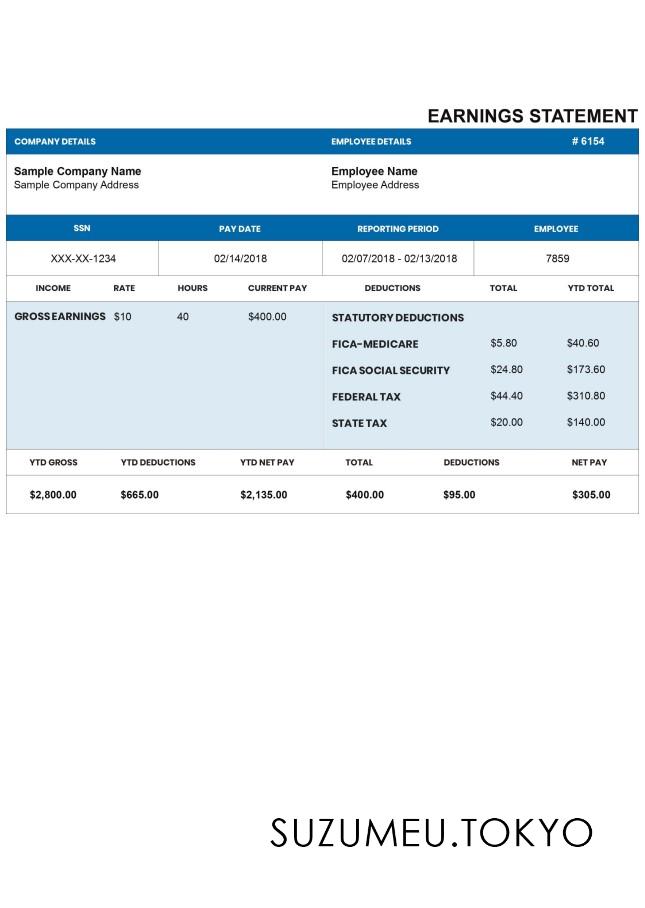 EARNINGS STATEMENT
COMPANY DETAILS EMPLOYEE DETAILS # 6154
Sample Company Name Employee Name
Sample Company Address Employee Address
SSN PAY DATE REPORTING PERIOD EMPLOYEE
XXX-XX-1234 02/14/2018 02/07/2018 - 02/13/2018 7859
INCOME RATE HOURS CURRENT PAY DEDUCTIONS TOTAL YTD TOTAL
GROSS EARNINGS $10 40 $400.00 STATUTORY DEDUCTIONS
FICA-MEDICARE $5.80 $40.60
FICA SOCIAL SECURITY $24.80 $173.60
FEDERAL TAX $44.40 $310.80
STATE TAX $20.00 $140.00
YTD GROSS YTD DEDUCTIONS YTD NET PAY TOTAL DEDUCTIONS NET PAY
$2,800.00 $665.00 $2,135.00 $400.00 $95.00 $305.00
SUZUMEU.TOKYO